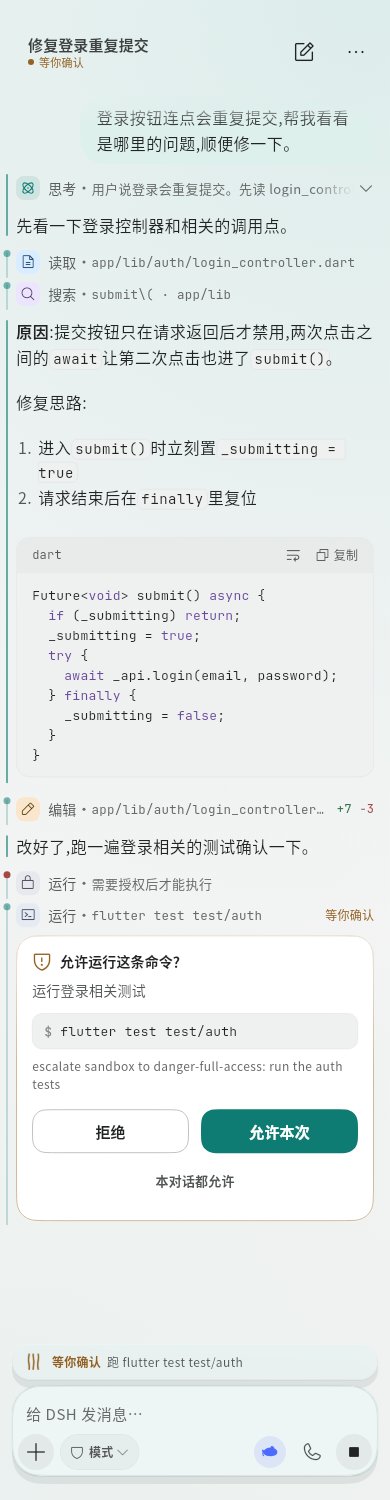 修复登录重复提交
等你确认
登录按钮连点会重复提交,帮我看看
是哪里的问题,顺便修一下。
思考 · 用户说登录会重复提交。先读 login_contro
先看一下登录控制器和相关的调用点。
读取 · app/lib/auth/login_controller.dart
搜索 · submit\( · app/lib
原因:提交按钮只在请求返回后才禁用,两次点击之
间的 await 让第二次点击也进了 submit()。
修复思路:
1. 进入 submit() 时立刻置 _submitting =
true
2. 请求结束后在 finally 里复位
dart 复制
Future<void> submit() async {
  if (_submitting) return;
  _submitting = true;
  try {
    await _api.login(email, password);
  } finally {
    _submitting = false;
  }
}
编辑 · app/lib/auth/login_controller… +7 -3
改好了,跑一遍登录相关的测试确认一下。
运行 · 需要授权后才能执行
运行 · flutter test test/auth 等你确认
允许运行这条命令?
运行登录相关测试
$ flutter test test/auth
escalate sandbox to danger-full-access: run the auth
tests
拒绝 允许本次
本对话都允许
等你确认 跑 flutter test test/auth
给 DSH 发消息…
模式